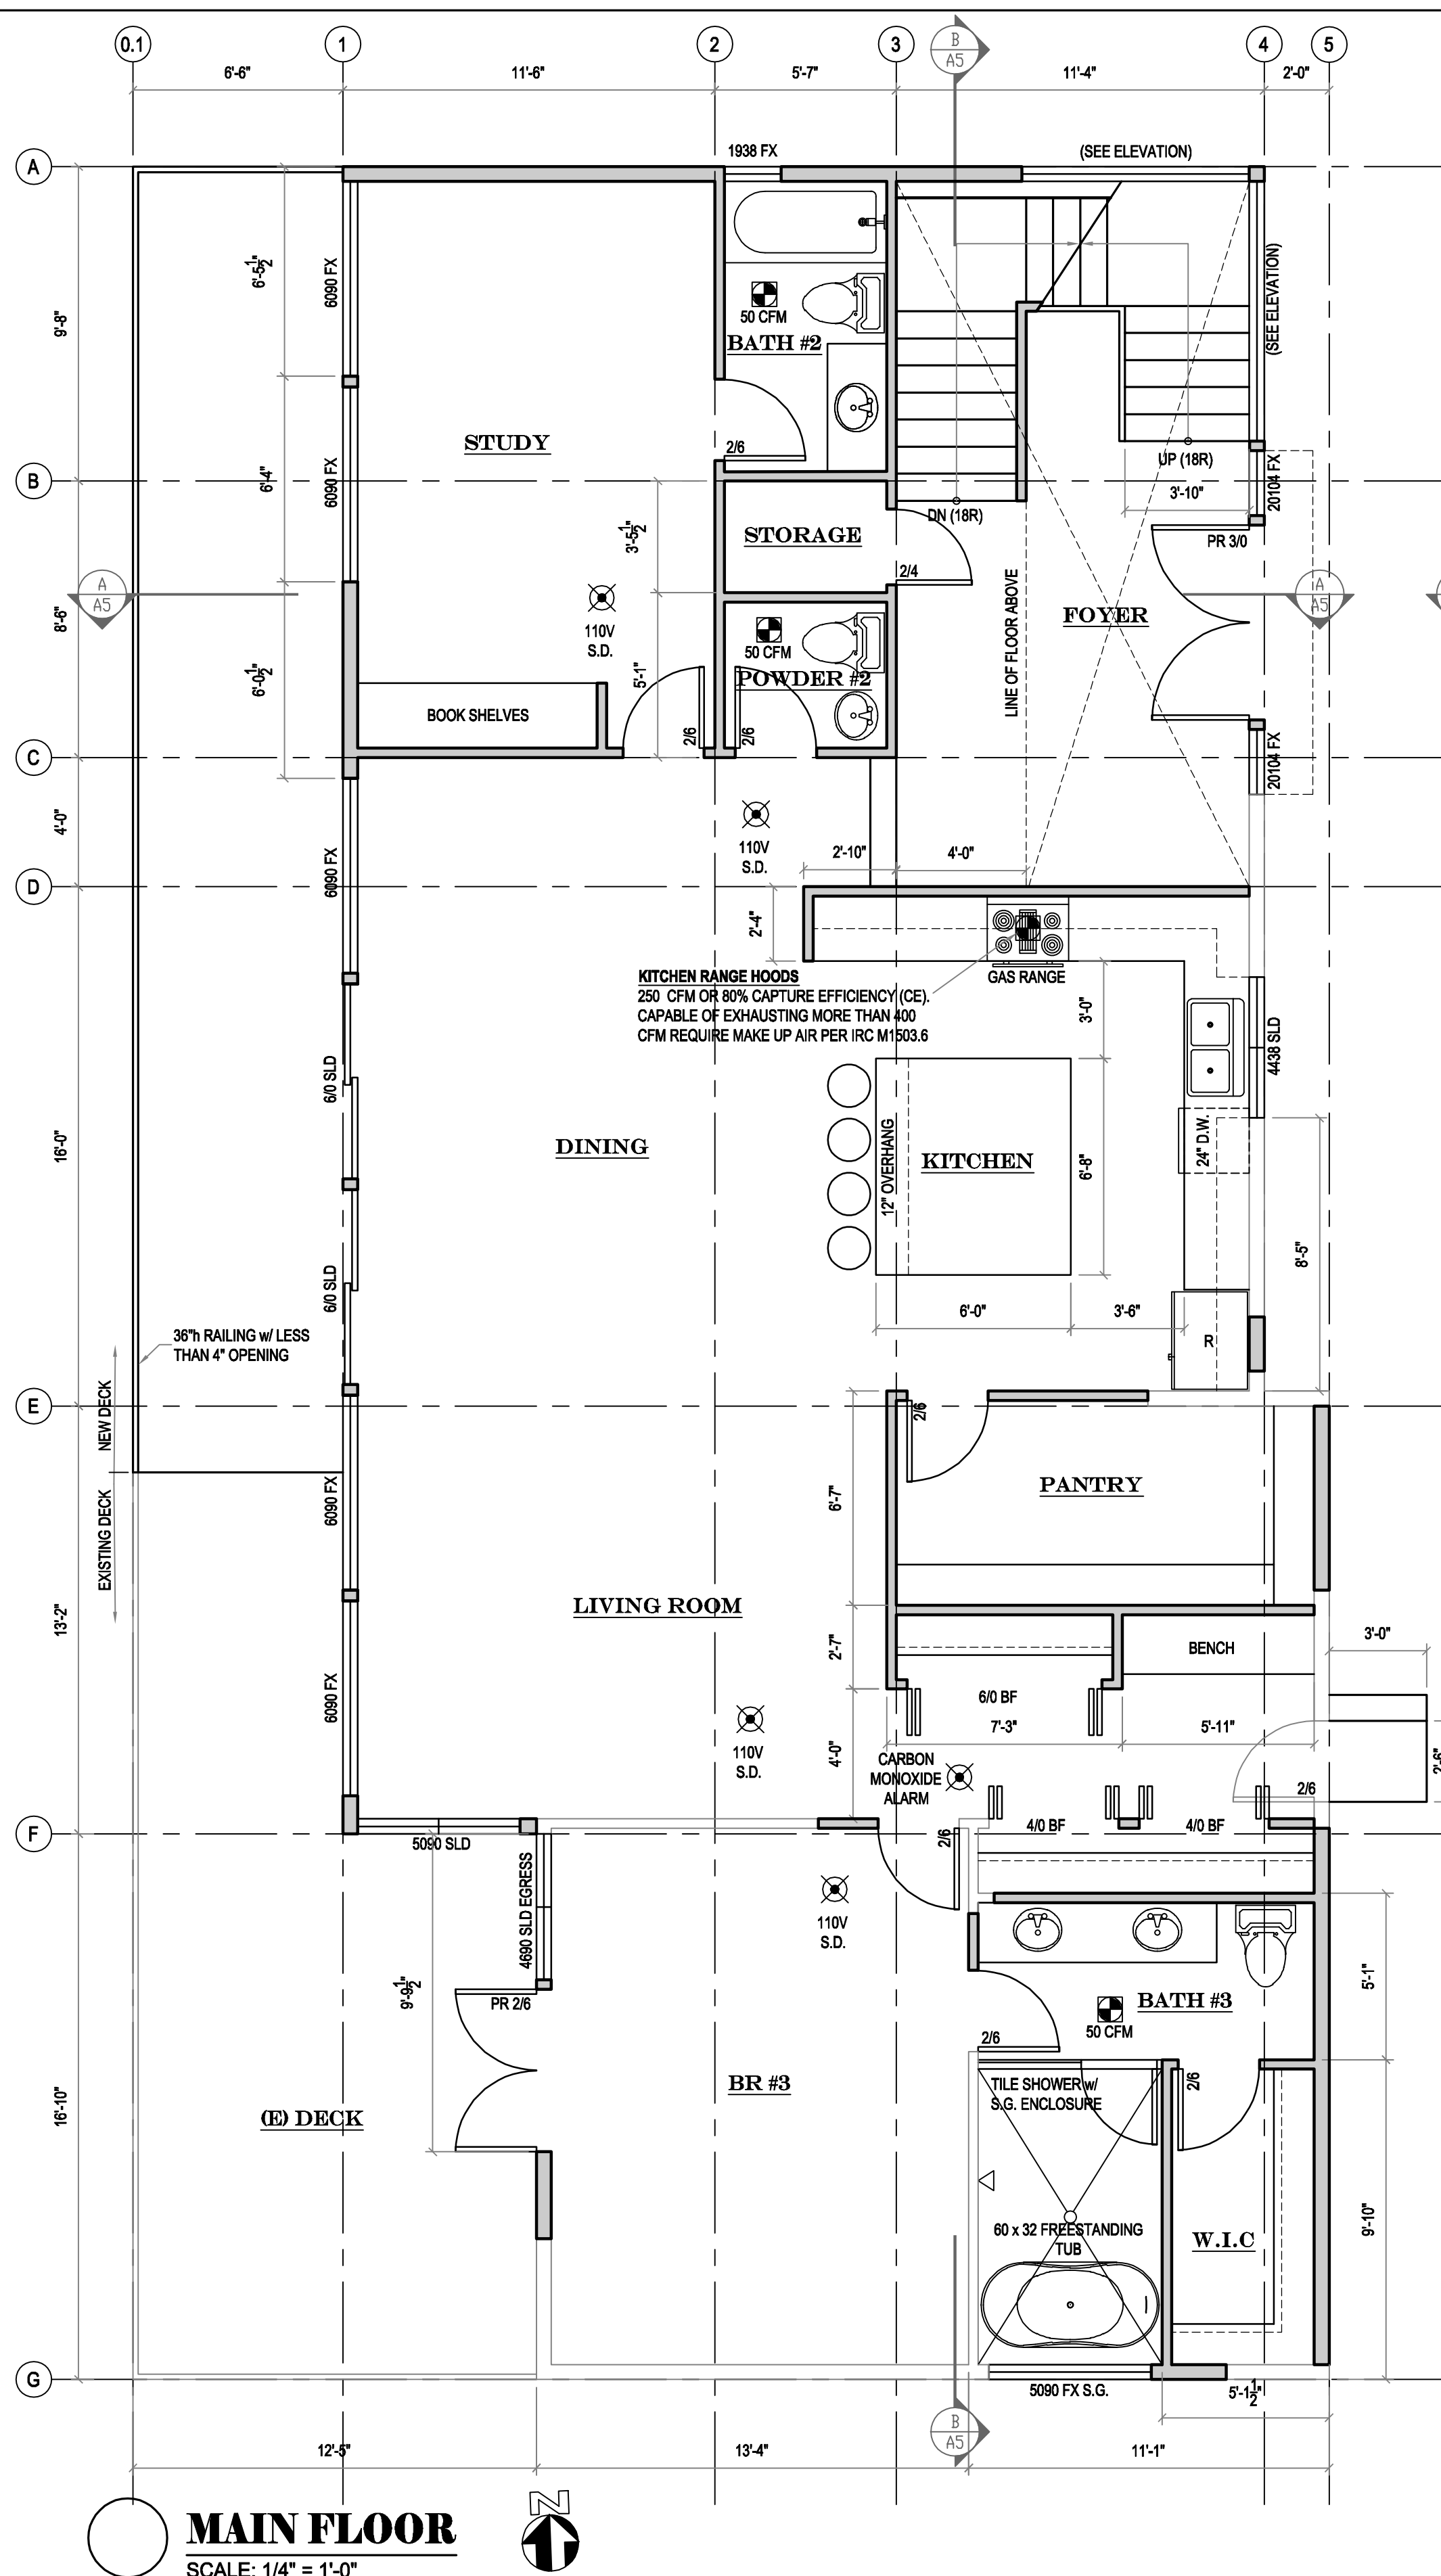 0.1
1
2
3
4
5
B
A5
6'-6"
11'-6"
5'-7"
11'-4"
2'-0"
1938 FX
(SEE ELEVATION)
A
6'-5 1/2"
6090 FX
9'-8"
(SEE ELEVATION)
50 CFM
BATH #2
STUDY
2/6
6'-4"
6090 FX
B
UP (18R)
3'-10"
20104 FX
DN (18R)
3'-5 1/2"
STORAGE
PR 3/0
2/4
A
A5
110V
S.D.
LINE OF FLOOR ABOVE
FOYER
A
A5
8'-6"
50 CFM
POWDER #2
6'-0 1/2"
5'-1"
BOOK SHELVES
2/6
2/6
C
20104 FX
4'-0"
110V
S.D.
2'-10"
4'-0"
6090 FX
D
2'-4"
KITCHEN RANGE HOODS
250 CFM OR 80% CAPTURE EFFICIENCY (CE).
CAPABLE OF EXHAUSTING MORE THAN 400
CFM REQUIRE MAKE UP AIR PER IRC M1503.6
GAS RANGE
3'-0"
4438 SLD
6/0 SLD
16'-0"
DINING
12" OVERHANG
KITCHEN
6'-8"
24" D.W.
8'-5"
6/0 SLD
6'-0"
3'-6"
36"h RAILING w/ LESS
THAN 4" OPENING
R
NEW DECK
E
2/6
EXISTING DECK
6090 FX
6'-7"
PANTRY
LIVING ROOM
13'-2"
2'-7"
BENCH
3'-0"
6090 FX
6/0 BF
7'-3"
5'-11"
110V
S.D.
4'-0"
CARBON
MONOXIDE
ALARM
2/6
2'-6"
F
5090 SLD
2/6
4/0 BF
4/0 BF
4690 SLD EGRESS
110V
S.D.
9'-9 1/2"
PR 2/6
5'-1"
BATH #3
50 CFM
2/6
BR #3
TILE SHOWER w/
S.G. ENCLOSURE
2/6
16'-10"
(E) DECK
60 x 32 FREESTANDING
TUB
W.I.C
9'-10"
G
5090 FX S.G.
5'-1 1/2"
B
A5
12'-5"
13'-4"
11'-1"
N
MAIN FLOOR
SCALE: 1/4" = 1'-0"